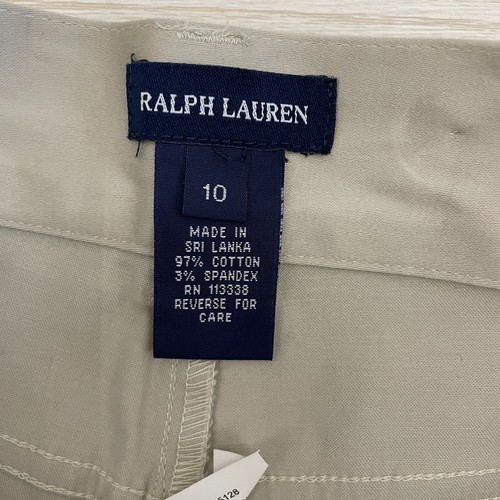 RALPH LAUREN
10
MADE IN
SRI LANKA
97% COTTON
3% SPANDEX
RN 113338
REVERSE FOR
CARE